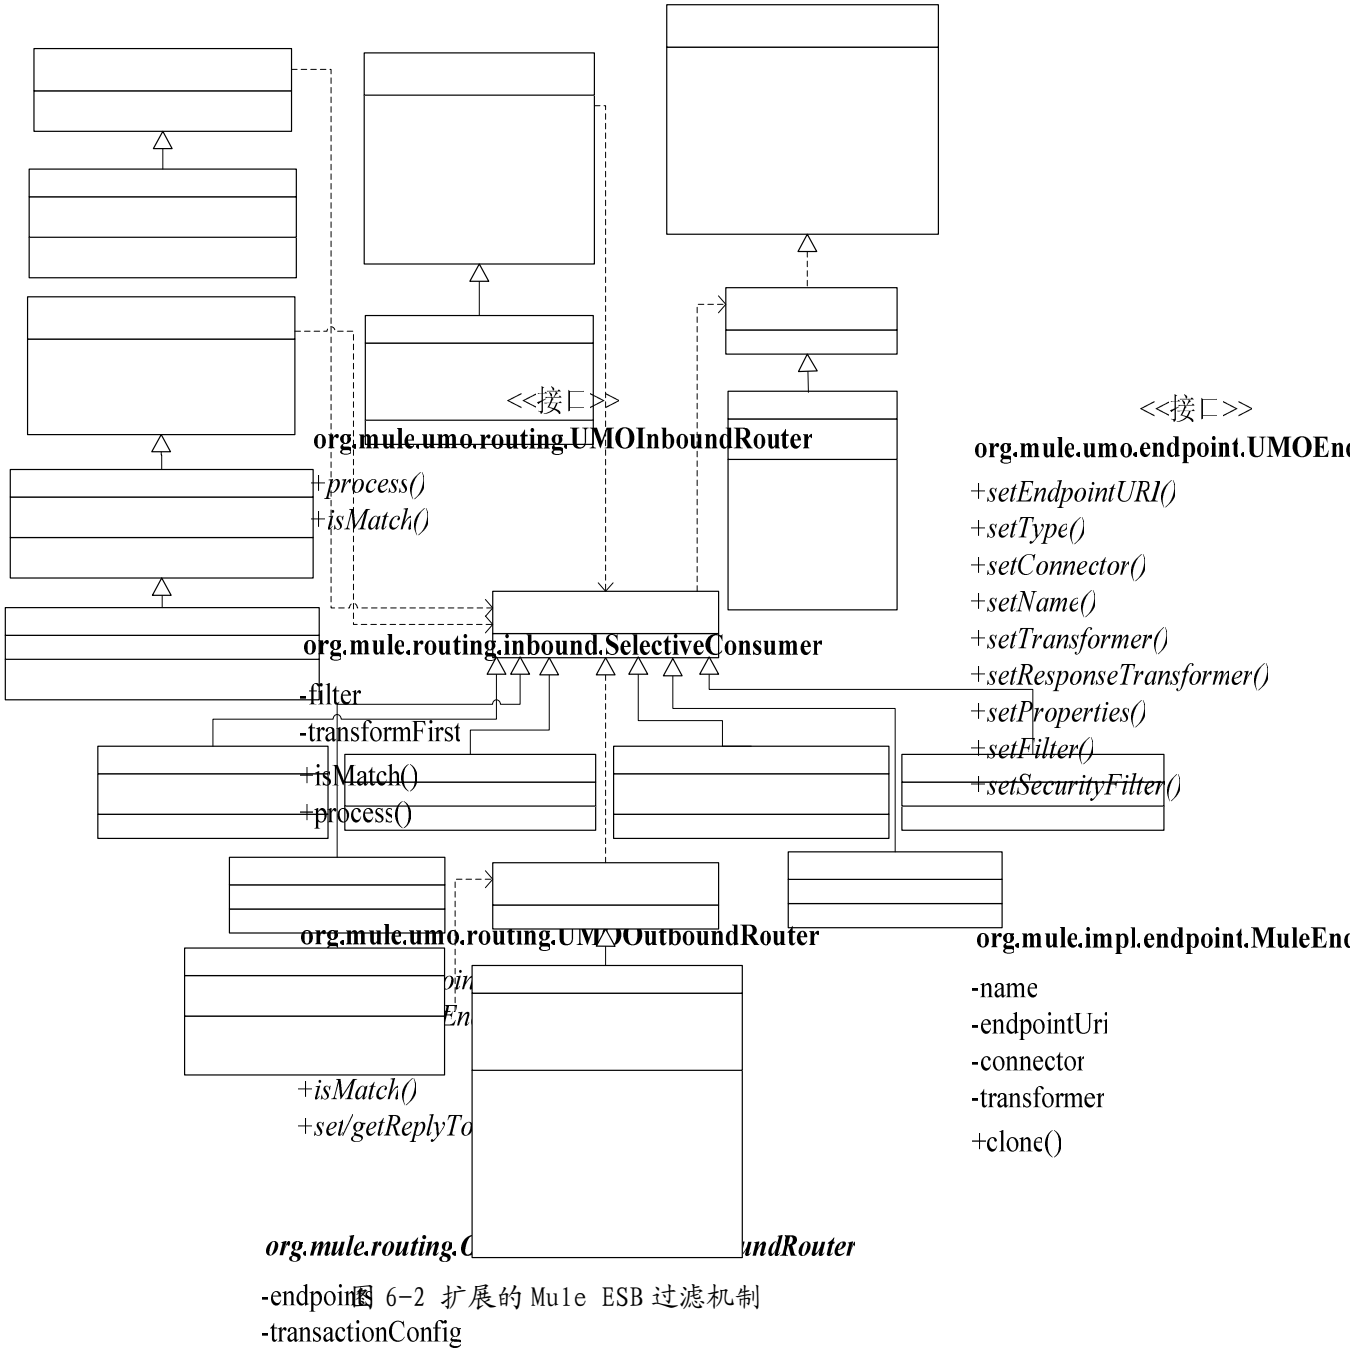 <<接口>>
org.mule.umo.routing.UMOInboundRouter
+process()
+isMatch()
<<接口>>
org.mule.umo.endpoint.UMOEnd
+setEndpointURI()
+setType()
+setConnector()
+setName()
+setTransformer()
+setResponseTransformer()
+setProperties()
+setFilter()
+setSecurityFilter()
org.mule.routing.inbound.SelectiveConsumer
-filter
-transformFirst
+isMatch()
+process()
org.mule.umo.routing.UMOOutboundRouter
+isMatch()
+set/getReplyTo
org.mule.impl.endpoint.MuleEnd
-name
-endpointUri
-connector
-transformer
+clone()
org.mule.routing.
undRouter
-endpoints
-transactionConfig
图 6-2 扩展的 Mule ESB 过滤机制